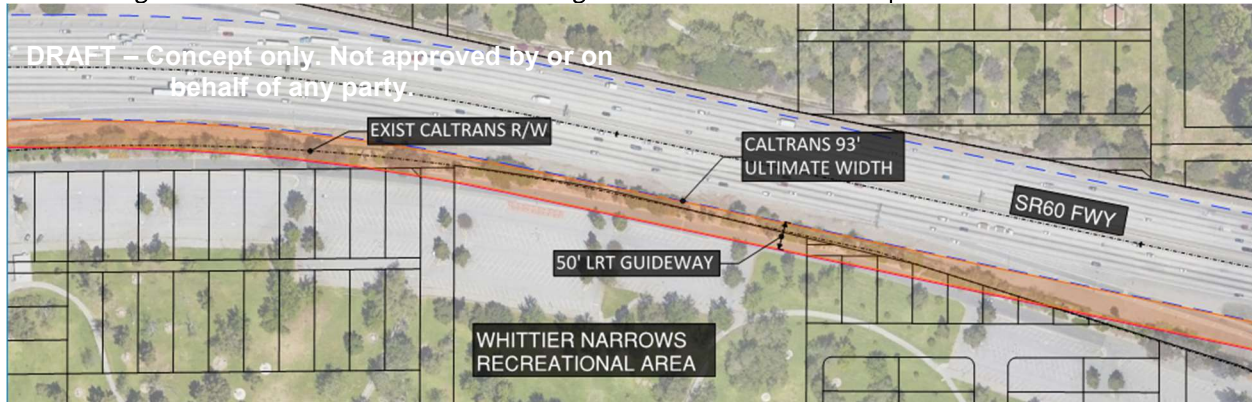 DRAFT – Concept only. Not approved by or on
behalf of any party.
EXIST CALTRANS R/W
CALTRANS 93'
ULTIMATE WIDTH
SR60 FWY
50' LRT GUIDEWAY
WHITTIER NARROWS
RECREATIONAL AREA